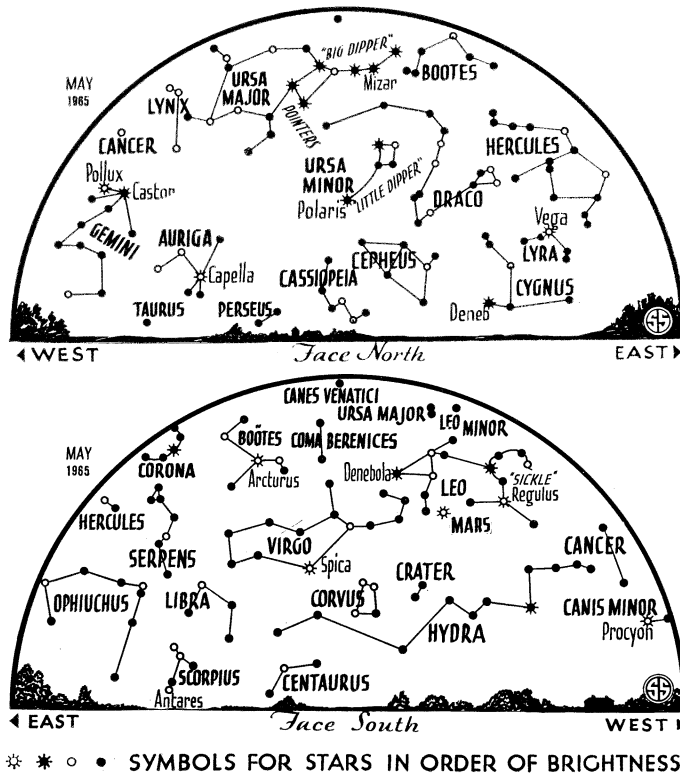 "BIG DIPPER"
MAY
1965
URSA
MAJOR
Mizar
BOOTES
LYNX
POINTERS
CANCER
HERCULES
Pollux
Castor
URSA
MINOR
Polaris
"LITTLE DIPPER"
DRACO
GEMINI
AURIGA
Vega
LYRA
CEPHEUS
Capella
CASSIOPEIA
CYGNUS
TAURUS
PERSEUS
Deneb
WEST
Face North
EAST
CANES VENATICI
URSA MAJOR
LEO
MINOR
MAY
1965
BOÖTES
COMA BERENICES
CORONA
Arcturus
Denebola
"SICKLE"
Regulus
LEO
HERCULES
MARS
VIRGO
SERPENS
Spica
CANCER
CRATER
OPHIUCHUS
LIBRA
CORVUS
CANIS MINOR
Procyon
HYDRA
SCORPIUS
CENTAURUS
Antares
EAST
Face South
WEST
SYMBOLS FOR STARS IN ORDER OF BRIGHTNESS